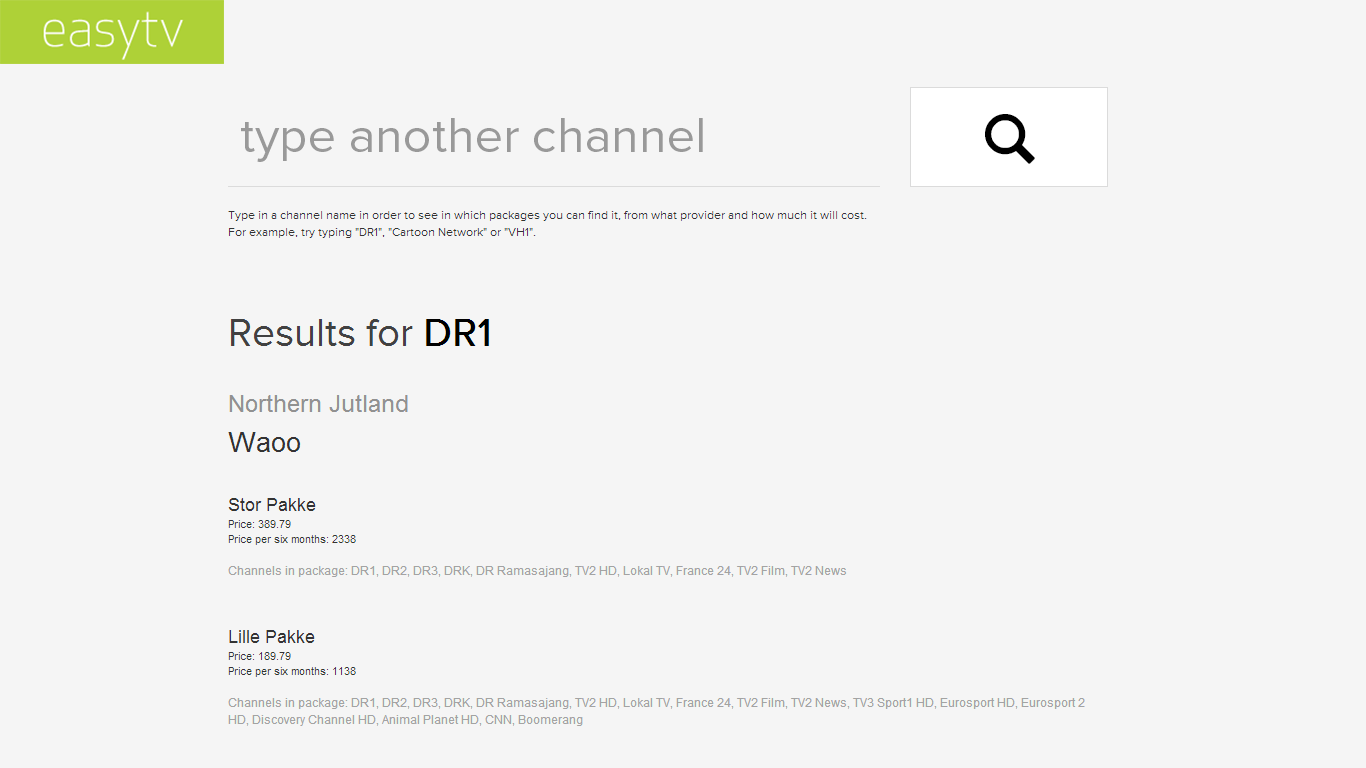 easytv
type another channel
Type in a channel name in order to see in which packages you can find it, from what provider and how much it will cost.
For example, try typing "DR1", "Cartoon Network" or "VH1".
Results for DR1
Northern Jutland
Waoo
Stor Pakke
Price: 389.79
Price per six months: 2338
Channels in package: DR1, DR2, DR3, DRK, DR Ramasajang, TV2 HD, Lokal TV, France 24, TV2 Film, TV2 News
Lille Pakke
Price: 189.79
Price per six months: 1138
Channels in package: DR1, DR2, DR3, DRK, DR Ramasajang, TV2 HD, Lokal TV, France 24, TV2 Film, TV2 News, TV3 Sport1 HD, Eurosport HD, Eurosport 2
HD, Discovery Channel HD, Animal Planet HD, CNN, Boomerang